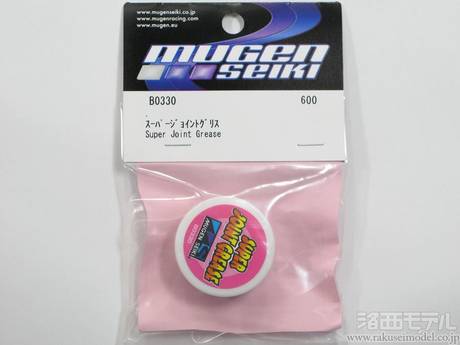 www.mugenseiki.co.jp
www.mugenracing.com
www.mugen.eu
mugen
seiki
B0330 600
スーパージョイントグリス
Super Joint Grease
SUPER
JOINT GREASE
MUGEN SEIKI
洛西モデル
www.rakuseimodel.co.jp